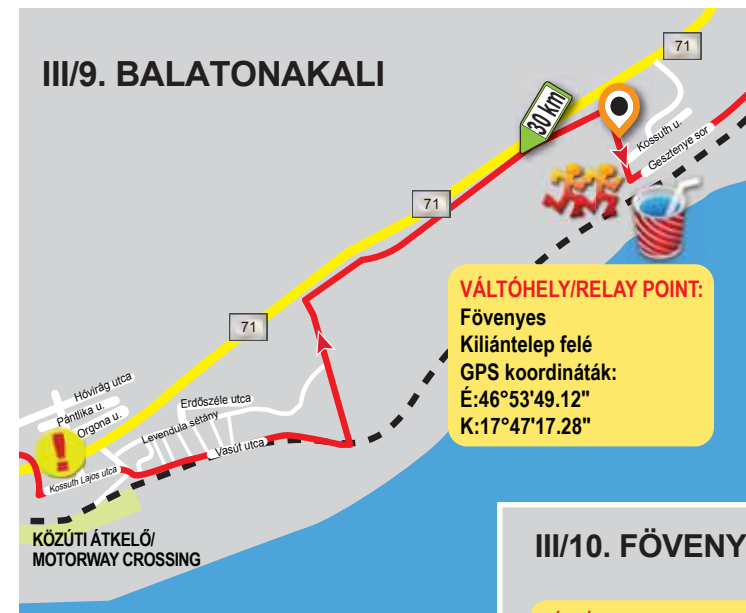 III/9. BALATONAKALI
71
30 km
Kossuth u.
Gesztenye sor
71
VÁLTÓHELY/RELAY POINT:
Fövenyes
Kiliántelep felé
GPS koordináták:
É:46°53'49.12"
K:17°47'17.28"
71
Hóvirág utca
Pántlika u.
Orgona u.
Erdőszéle utca
Levendula sétány
Vasút utca
!
Kossuth Lajos utca
KÖZÚTI ÁTKELŐ/
MOTORWAY CROSSING
III/10. FÖVENY